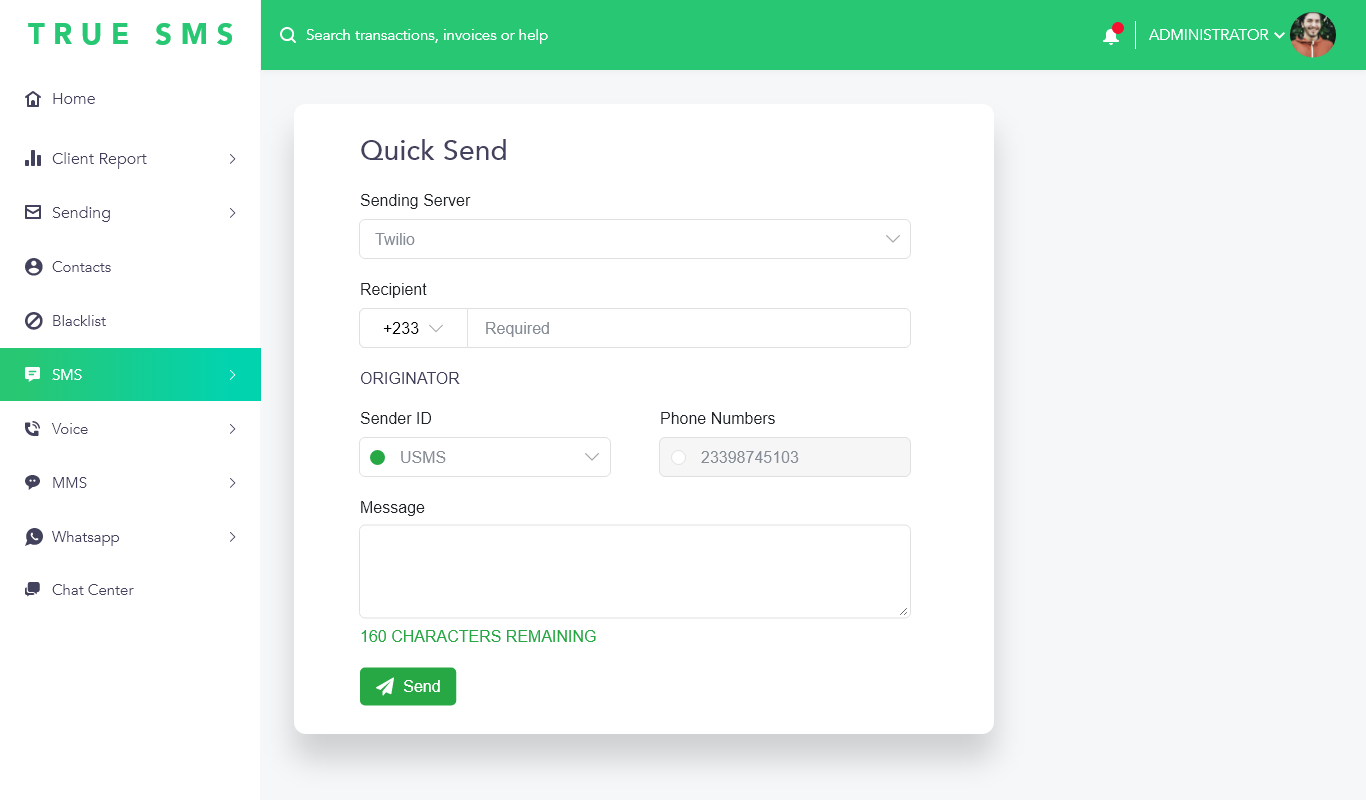 TRUE SMS
Search transactions, invoices or help
ADMINISTRATOR
Home
Client Report
Sending
Contacts
Blacklist
SMS
Voice
MMS
Whatsapp
Chat Center
Quick Send
Sending Server
Twilio
Recipient
+233 Required
ORIGINATOR
Sender ID Phone Numbers
USMS 23398745103
Message
160 CHARACTERS REMAINING
Send